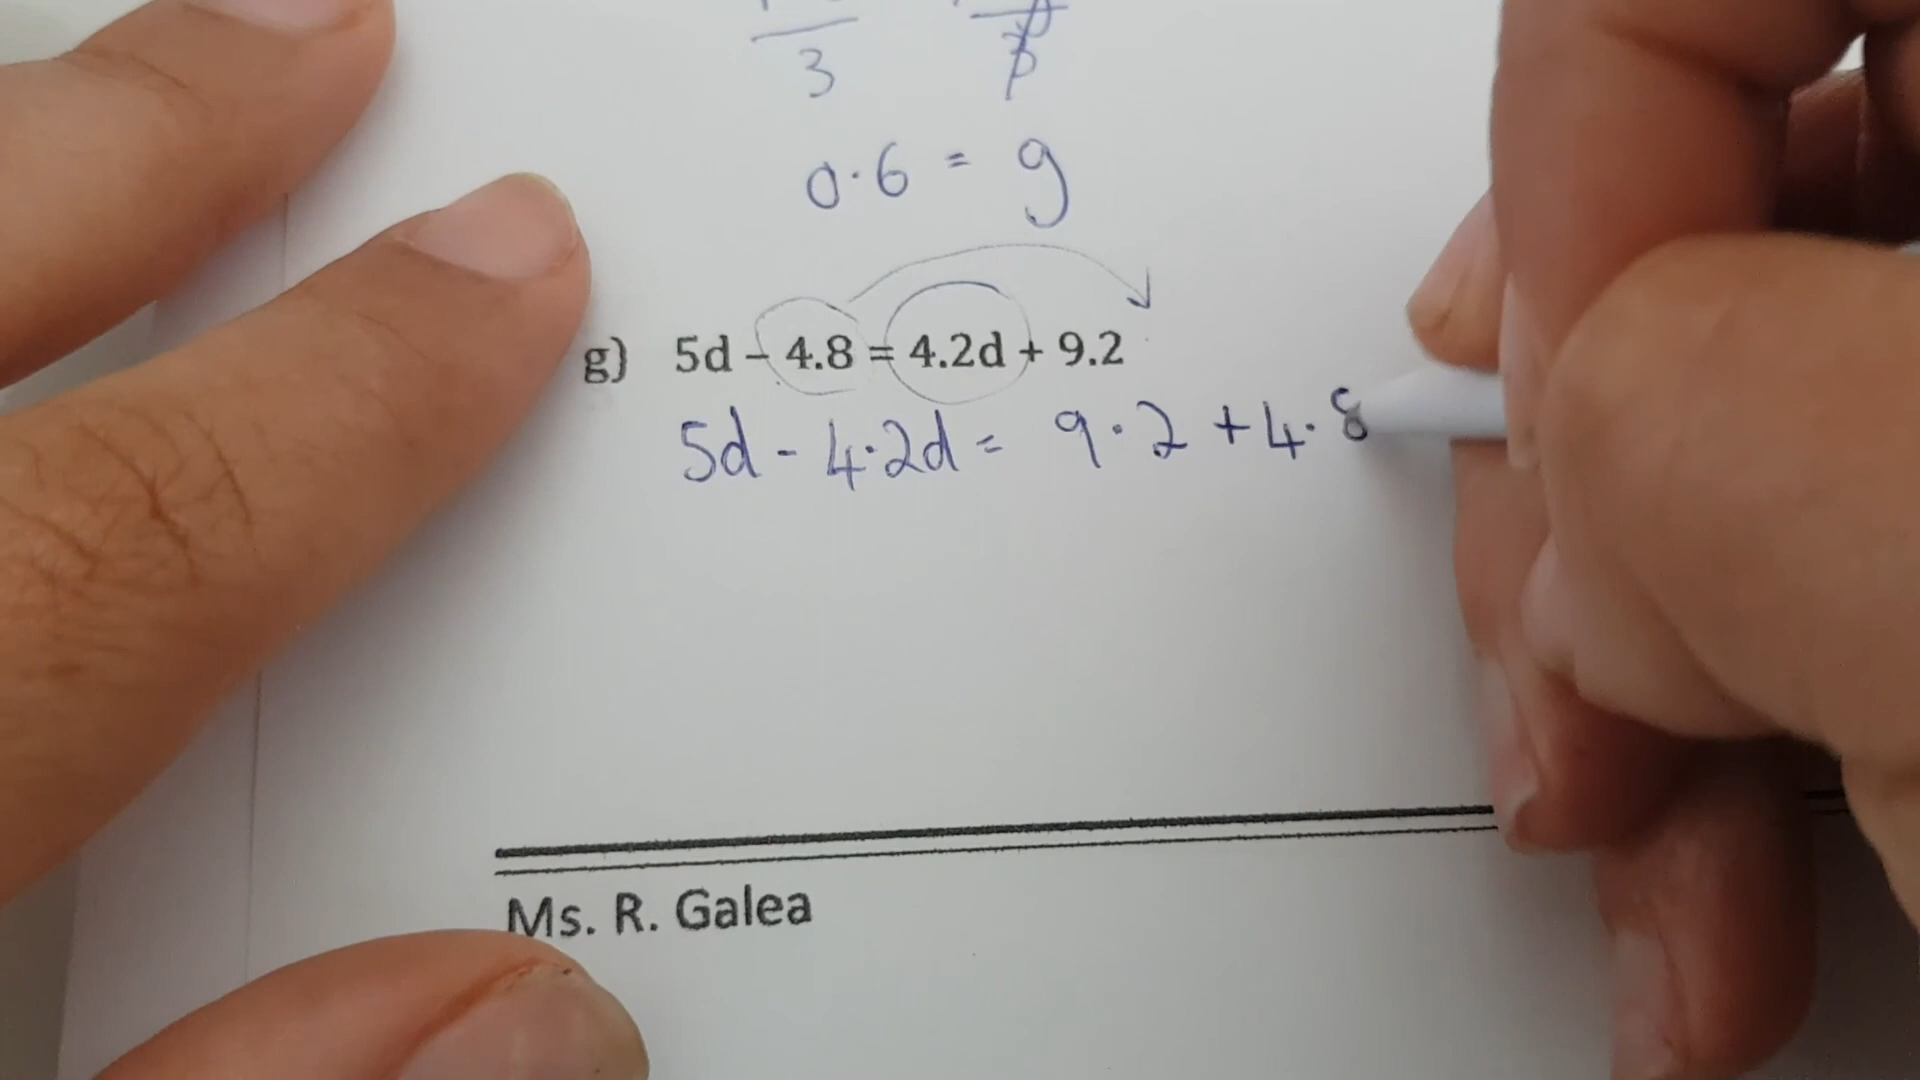 3
3
0.6 = g
g) 5d – 4.8 = 4.2d + 9.2
5d - 4.2d = 9.2 + 4.8
Ms. R. Galea